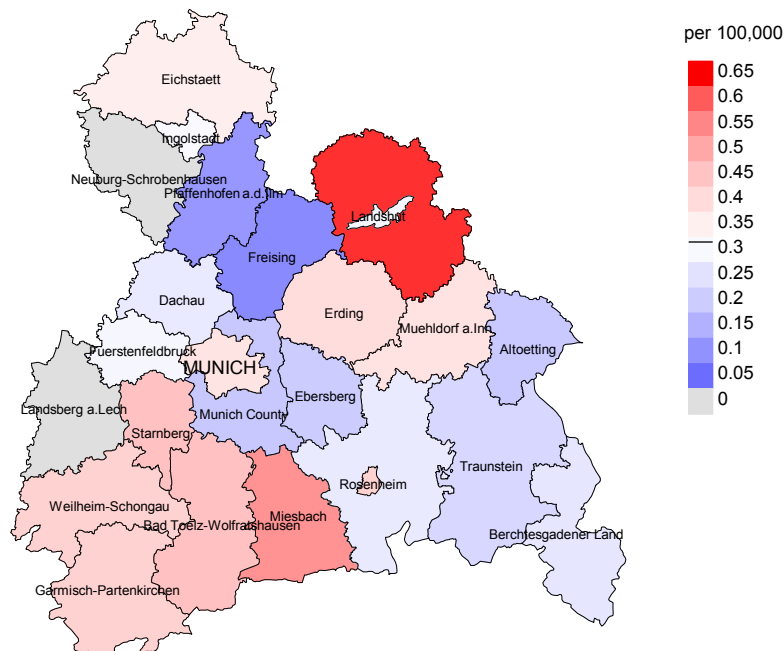 per 100,000
0.65
0.6
0.55
0.5
0.45
0.4
0.35
0.3
0.25
0.2
0.15
0.1
0.05
0
Eichstaett
Ingolstadt
Neuburg-Schrobenhausen
Pfaffenhofen a.d.Ilm
Landshut
Freising
Dachau
Erding
Muehldorf a.Inn
Altoetting
Fuerstenfeldbruck
MUNICH
Ebersberg
Landsberg a.Lech
Munich County
Starnberg
Traunstein
Rosenheim
Weilheim-Schongau
Miesbach
Bad Toelz-Wolfratshausen
Berchtesgadener Land
Garmisch-Partenkirchen